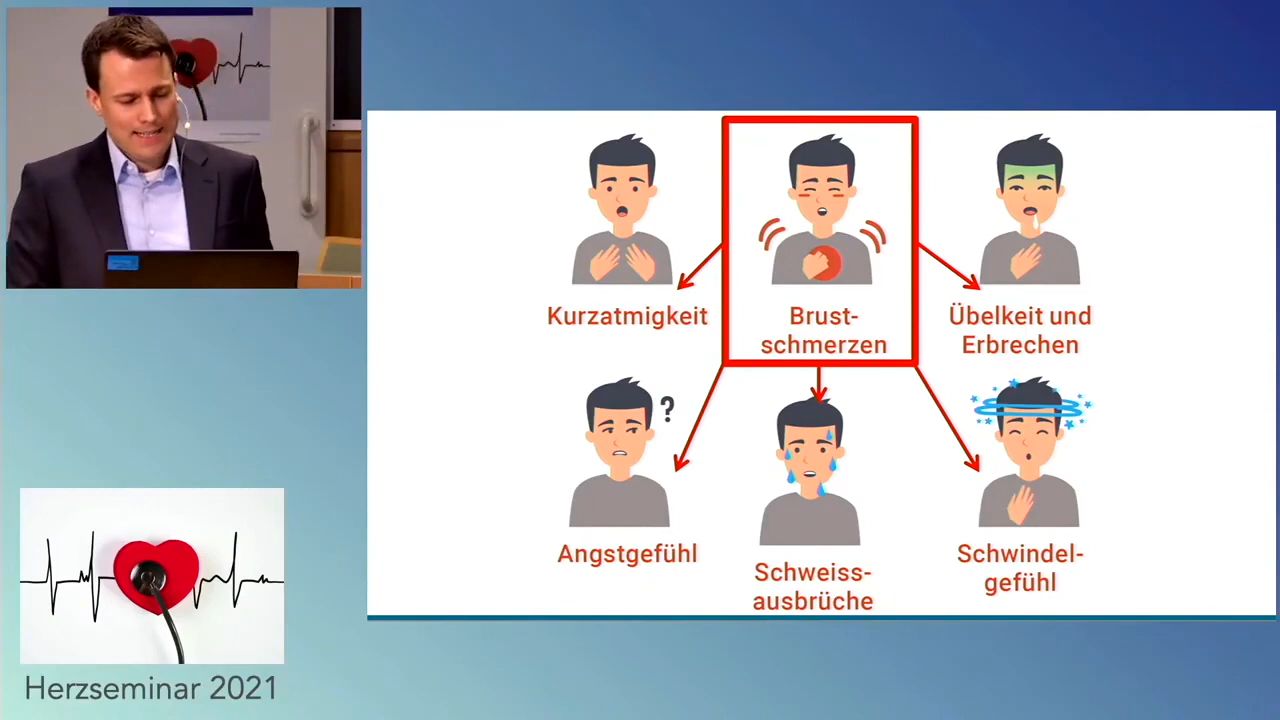 Kurzatmigkeit
Brust-
schmerzen
Übelkeit und
Erbrechen
?
Angstgefühl
Schweiss-
ausbrüche
Schwindel-
gefühl
Herzseminar 2021